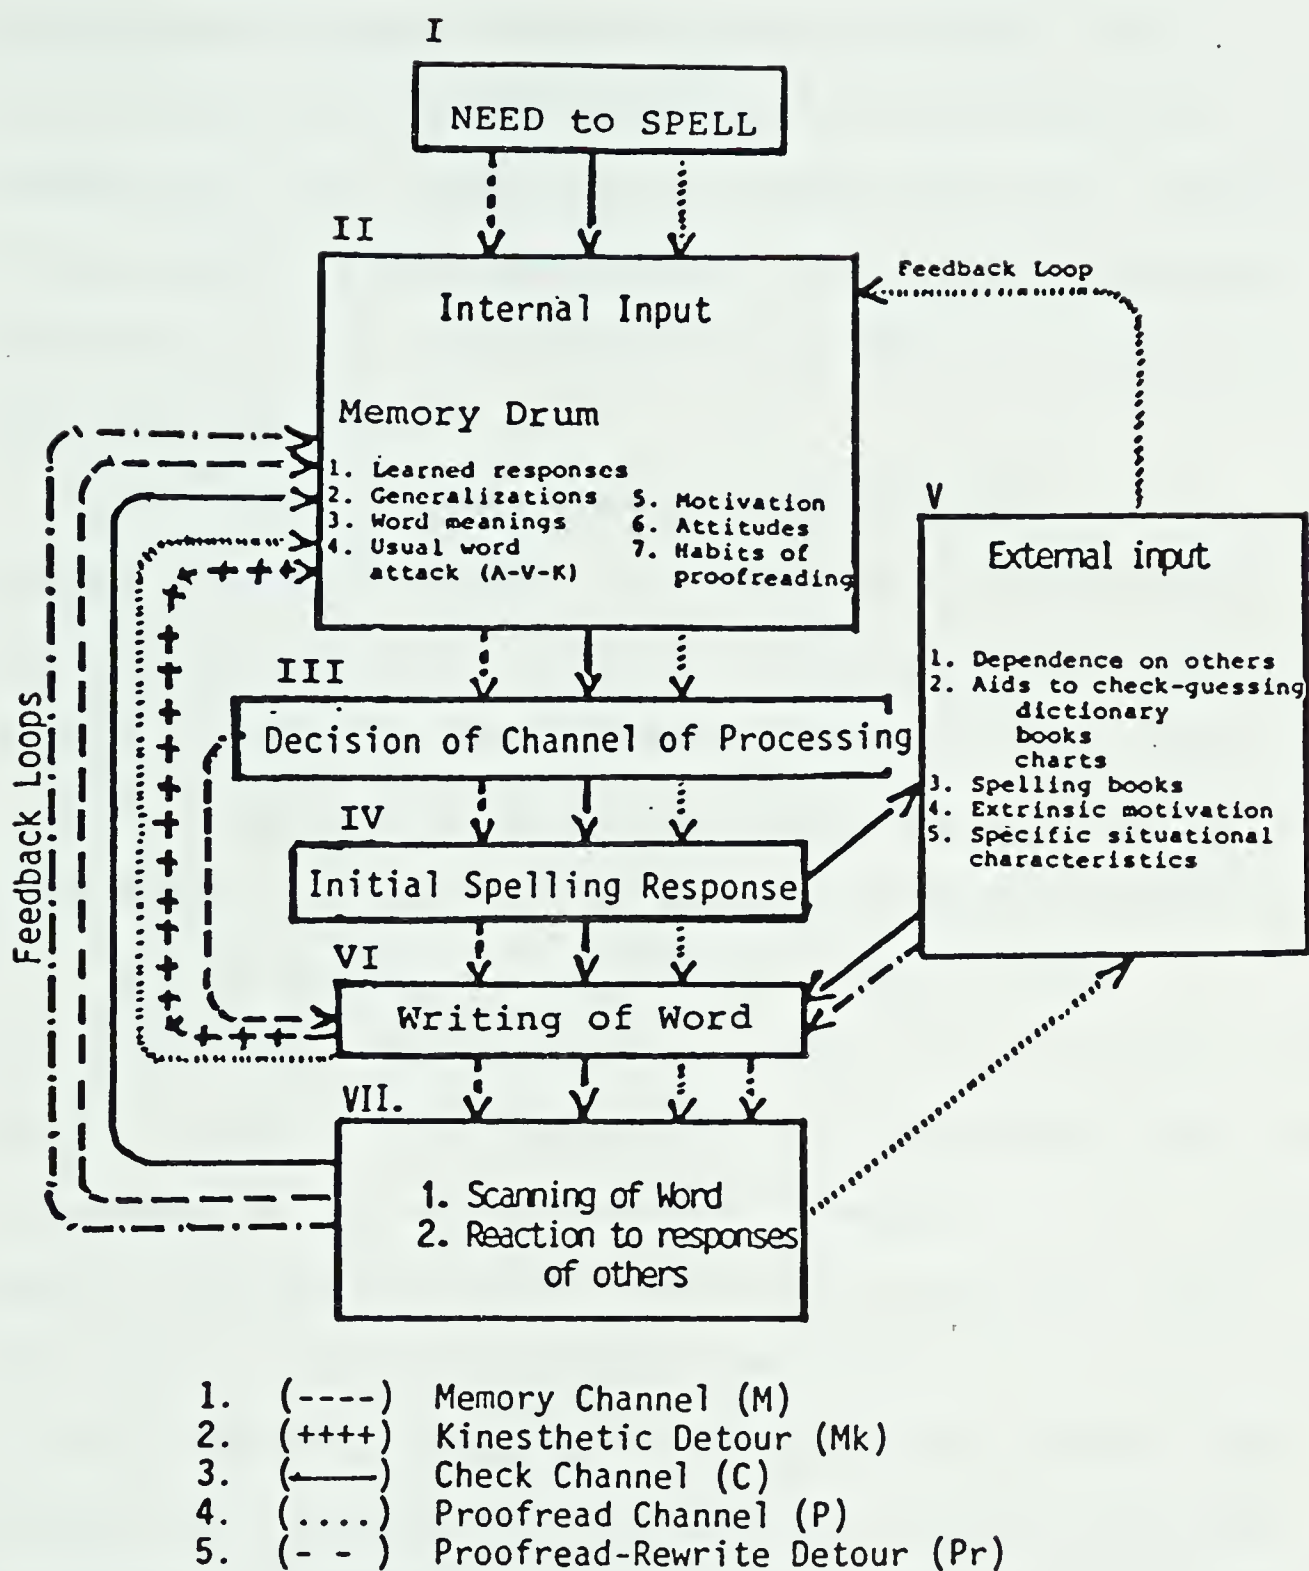 I
NEED to SPELL
II
Feedback Loop
Internal Input
Memory Drum
1. Learned responses
2. Generalizations
3. Word meanings
4. Usual word
attack (A-V-K)
5. Motivation
6. Attitudes
7. Habits of
proofreading
V
External input
1. Dependence on others
2. Aids to check-guessing
dictionary
books
charts
3. Spelling books
4. Extrinsic motivation
5. Specific situational
characteristics
III
Decision of Channel of Processing
IV
Initial Spelling Response
VI
Writing of Word
VII.
1. Scanning of Word
2. Reaction to responses
of others
Feedback Loops
1. (----) Memory Channel (M)
2. (++++) Kinesthetic Detour (Mk)
3. (———) Check Channel (C)
4. (....) Proofread Channel (P)
5. (- - ) Proofread-Rewrite Detour (Pr)